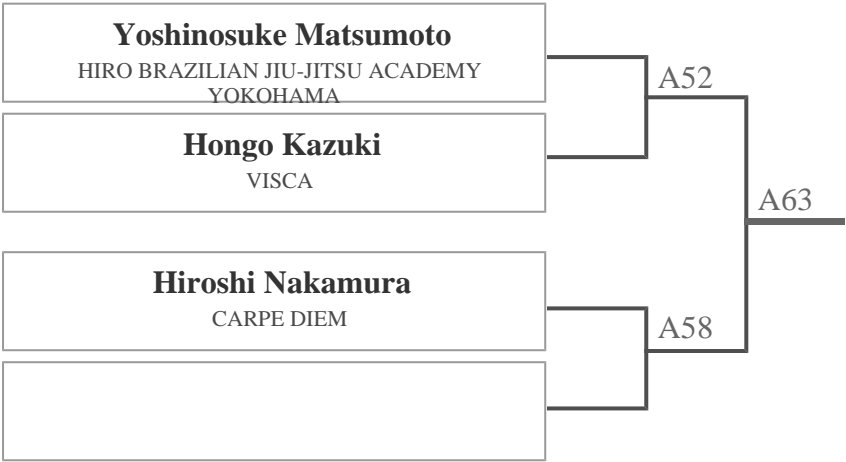 Yoshinosuke Matsumoto
HIRO BRAZILIAN JIU-JITSU ACADEMY
YOKOHAMA
A52
Hongo Kazuki
VISCA
A63
Hiroshi Nakamura
CARPE DIEM
A58